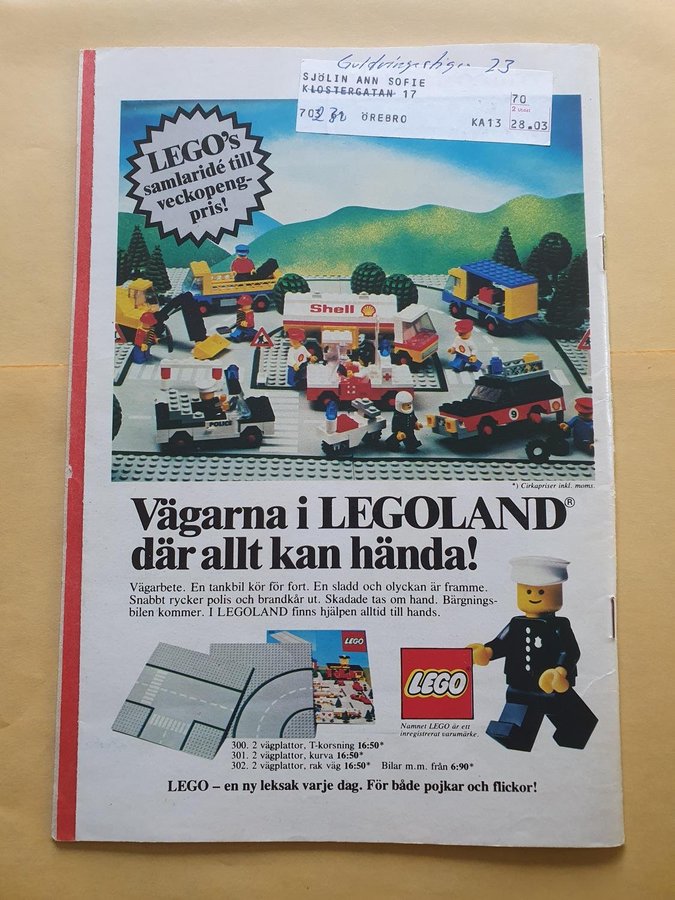 23
SJÖLIN ANN SOFIE
KLOSTERGATAN 17
70
2 Utdel
ÖREBRO
KA13
28.03
LEGO's
samlaridé till
veckopeng-
pris!
Shell
POLICE
9
*) Cirkapriser inkl. moms.
Vägarna i LEGOLAND®
där allt kan hända!
Vägarbete. En tankbil kör för fort. En sladd och olyckan är framme.
Snabbt rycker polis och brandkår ut. Skadade tas om hand. Bärgnings-
bilen kommer. I LEGOLAND finns hjälpen alltid till hands.
LEGO
LEGO
Namnet LEGO är ett
inregistrerat varumärke.
300. 2 vägplattor, T-korsning 16:50*
301. 2 vägplattor, kurva 16:50*
302. 2 vägplattor, rak väg 16:50* Bilar m.m. från 6:90*
LEGO – en ny leksak varje dag. För både pojkar och flickor!